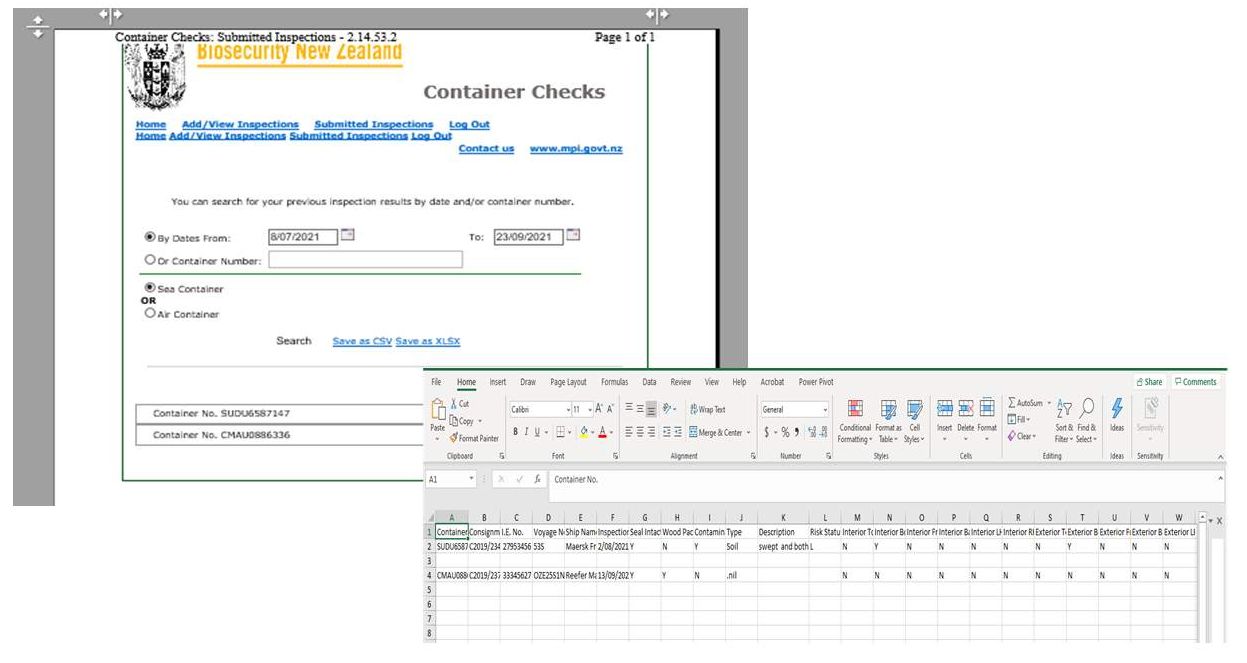 Container Checks: Submitted Inspections - 2.14.53.2 Page 1 of 1
Biosecurity New Zealand
Container Checks
Home Add/View Inspections Submitted Inspections Log Out
Home Add/View Inspections Submitted Inspections Log Out
Contact us www.mpi.govt.nz
You can search for your previous inspection results by date and/or container number.
By Dates From: 8/07/2021 To: 23/09/2021
Or Container Number:
Sea Container
OR
Air Container
Search Save as CSV Save as XLSX
Container No. SUDU6587147
Container No. CMAU0886336
File Home Insert Draw Page Layout Formulas Data Review View Help Acrobat Power Pivot Share Comments
Cut
Copy
Format Painter
Paste
Clipboard
Calibri 11 A A
B I U A
Font
Wrap Text
Merge & Center
Alignment
General
$ % ,
Number
Conditional Formatting Format as Table Cell Styles
Styles
Insert Delete Format
Cells
AutoSum
Fill
Clear
Sort & Filter Find & Select
Editing
Ideas
Ideas
Sensitivity
Sensitivity
A1 fx Container No.
A B C D E F G H I J K L M N O P Q R S T U V W X
1 Container Consignm I.E. No. Voyage N Ship Nam Inspection Seal Intac Wood Pac Contamin Type Description Risk Statu Interior To Interior Bo Interior Fr Interior Ba Interior LH Interior RI Exterior T Exterior B Exterior Fr Exterior B Exterior LI
2 SUDU6587 C2019/234 27953456 535 Maersk Fr 2/08/2021 Y N Y Soil swept and both L N Y N N N N N Y N N N
3
4 CMAU088 C2019/237 33345627 OZE25S1N Reefer Ma 13/09/202 Y Y N .nil N N N N N N N N N N N
5
6
7
8